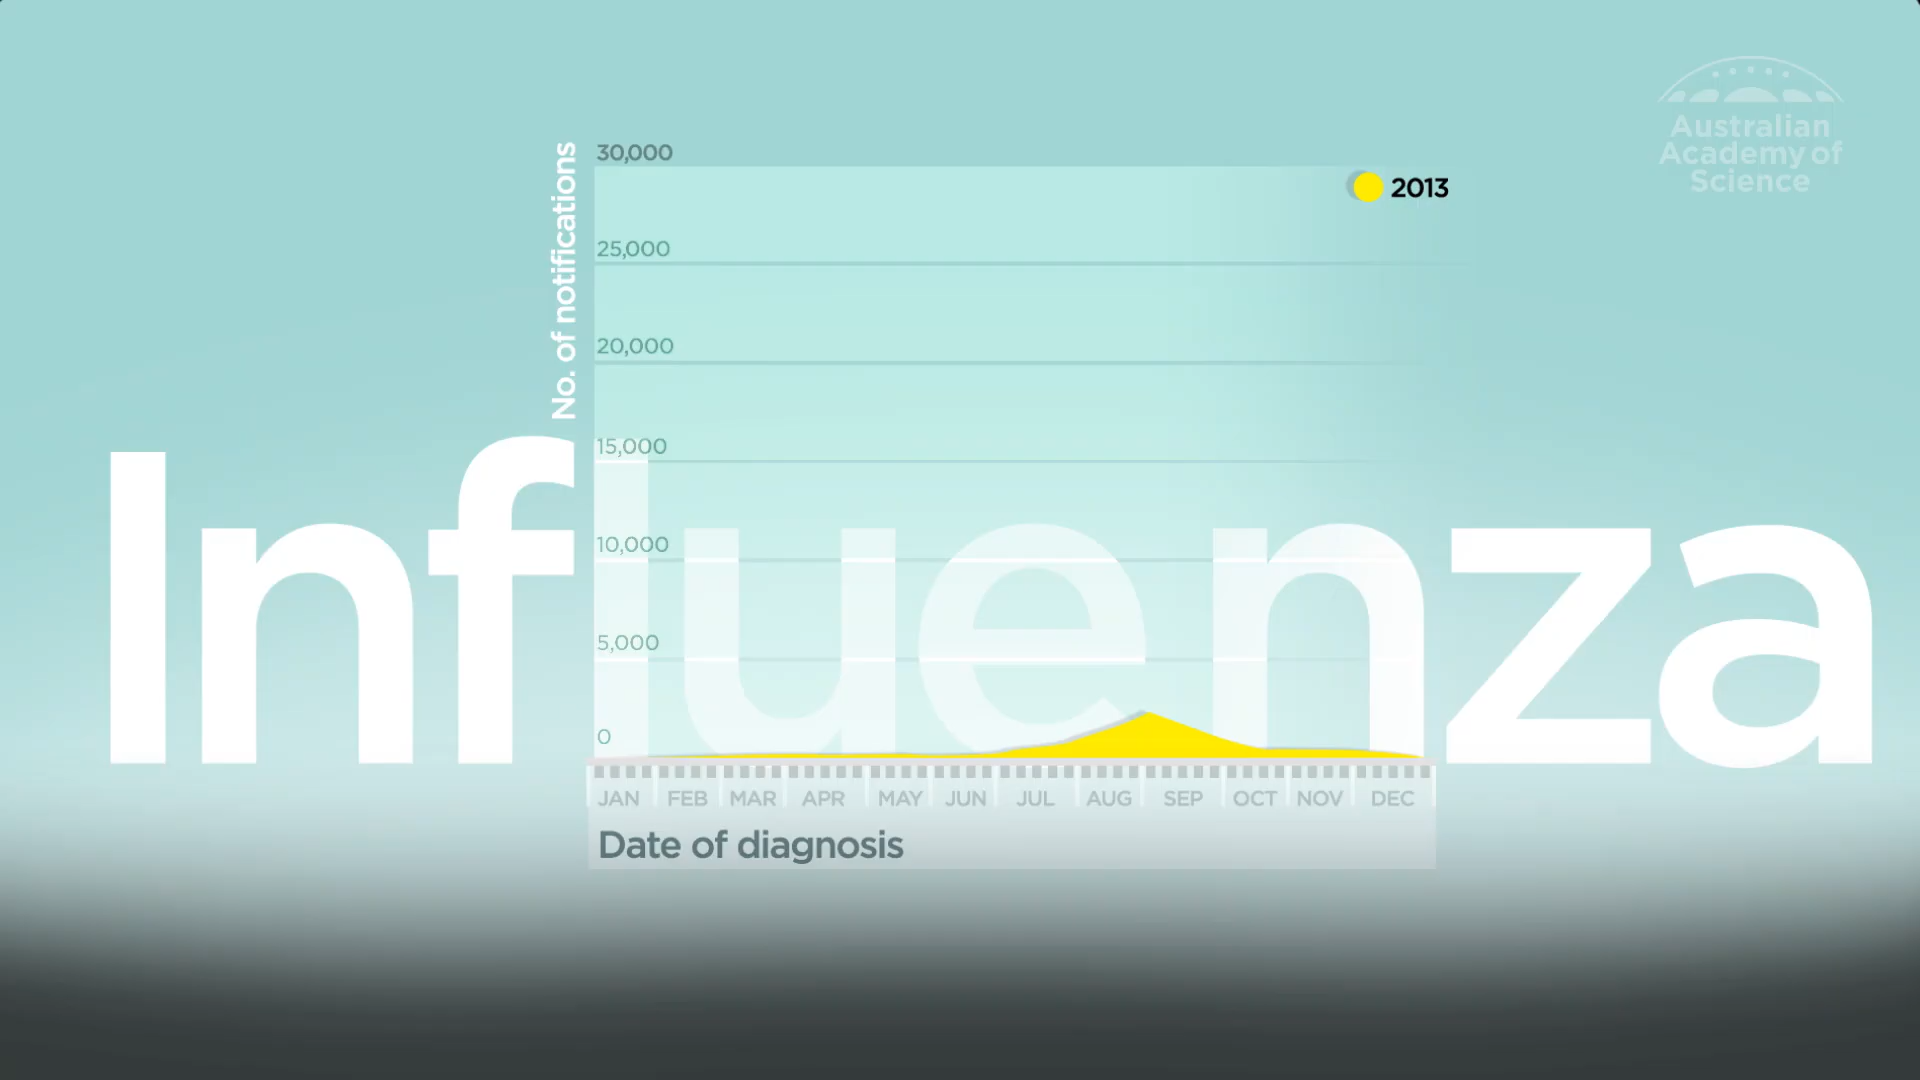 Australian
Academy of
Science
No. of notifications
30,000
2013
25,000
20,000
15,000
10,000
5,000
0
Influenza
JAN FEB MAR APR MAY JUN JUL AUG SEP OCT NOV DEC
Date of diagnosis